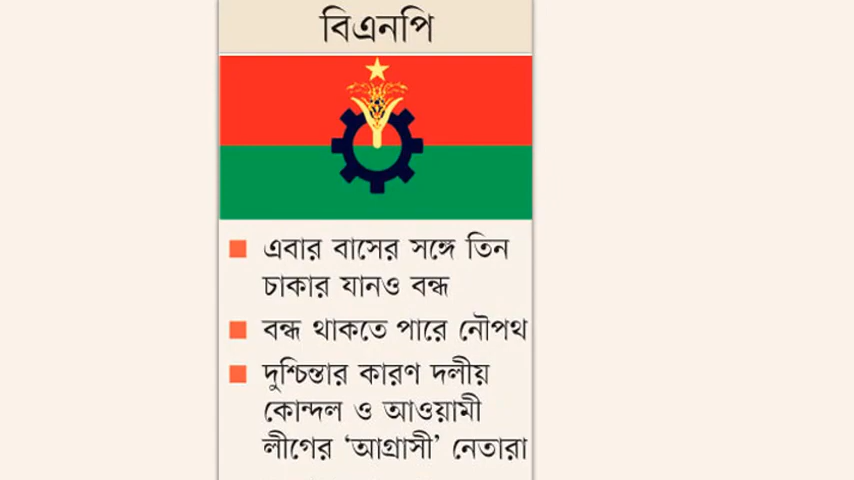 বিএনপি
এবার বাসের সঙ্গে তিন
চাকার যানও বন্ধ
বন্ধ থাকতে পারে নৌপথ
দুশ্চিন্তার কারণ দলীয়
কোন্দল ও আওয়ামী
লীগের ‘আগ্রাসী’ নেতারা